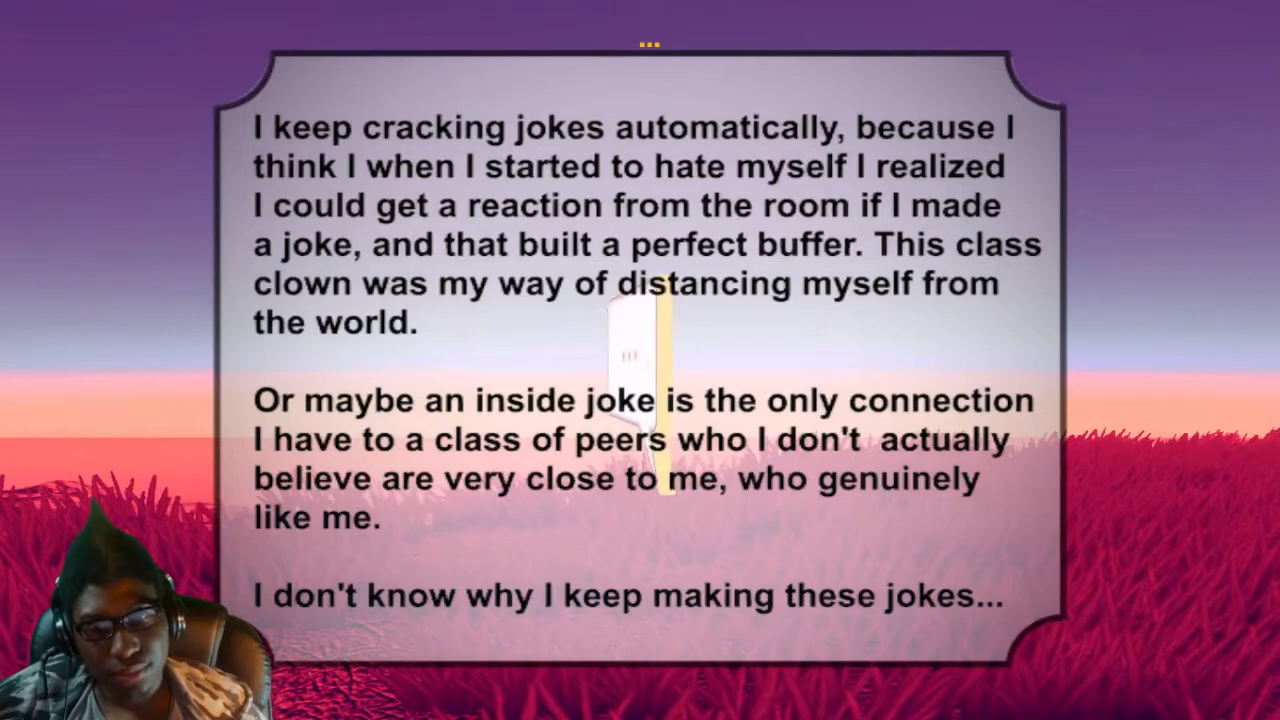 ...
I keep cracking jokes automatically, because I
think I when I started to hate myself I realized
I could get a reaction from the room if I made
a joke, and that built a perfect buffer. This class
clown was my way of distancing myself from
the world.
Or maybe an inside joke is the only connection
I have to a class of peers who I don't actually
believe are very close to me, who genuinely
like me.
I don't know why I keep making these jokes...